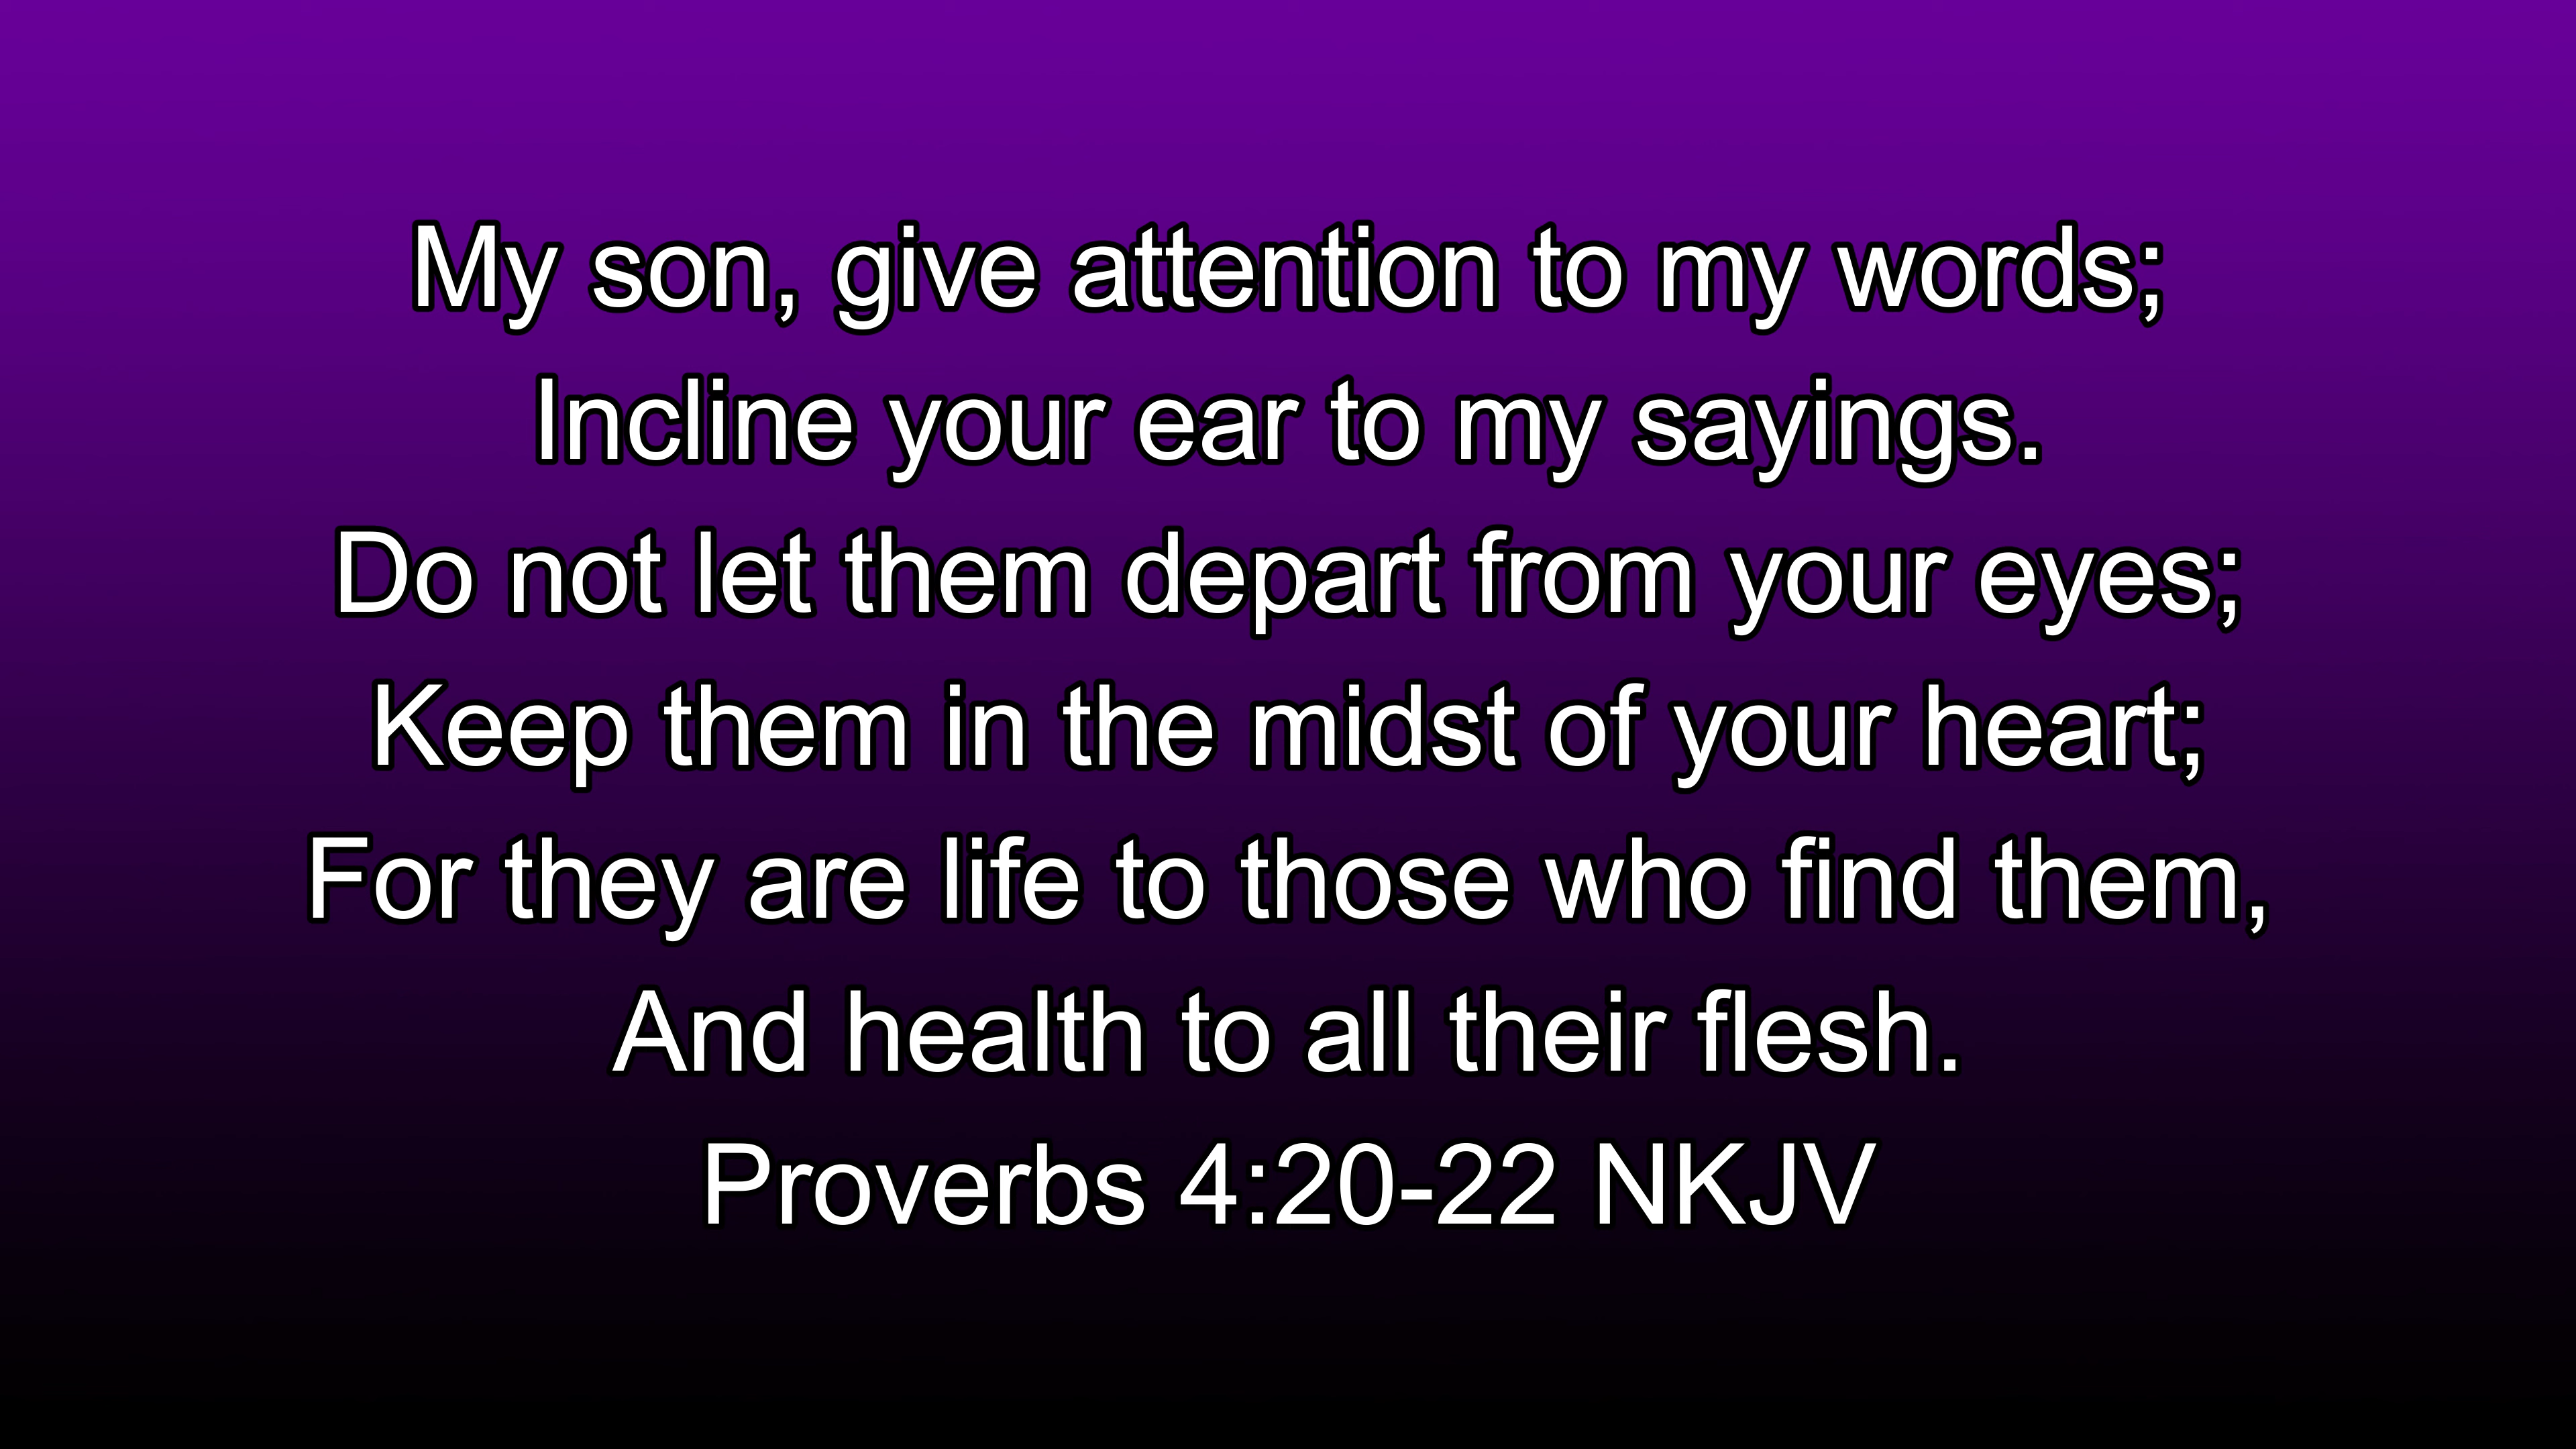 My son, give attention to my words;
Incline your ear to my sayings.
Do not let them depart from your eyes;
Keep them in the midst of your heart;
For they are life to those who find them,
And health to all their flesh.
Proverbs 4:20-22 NKJV